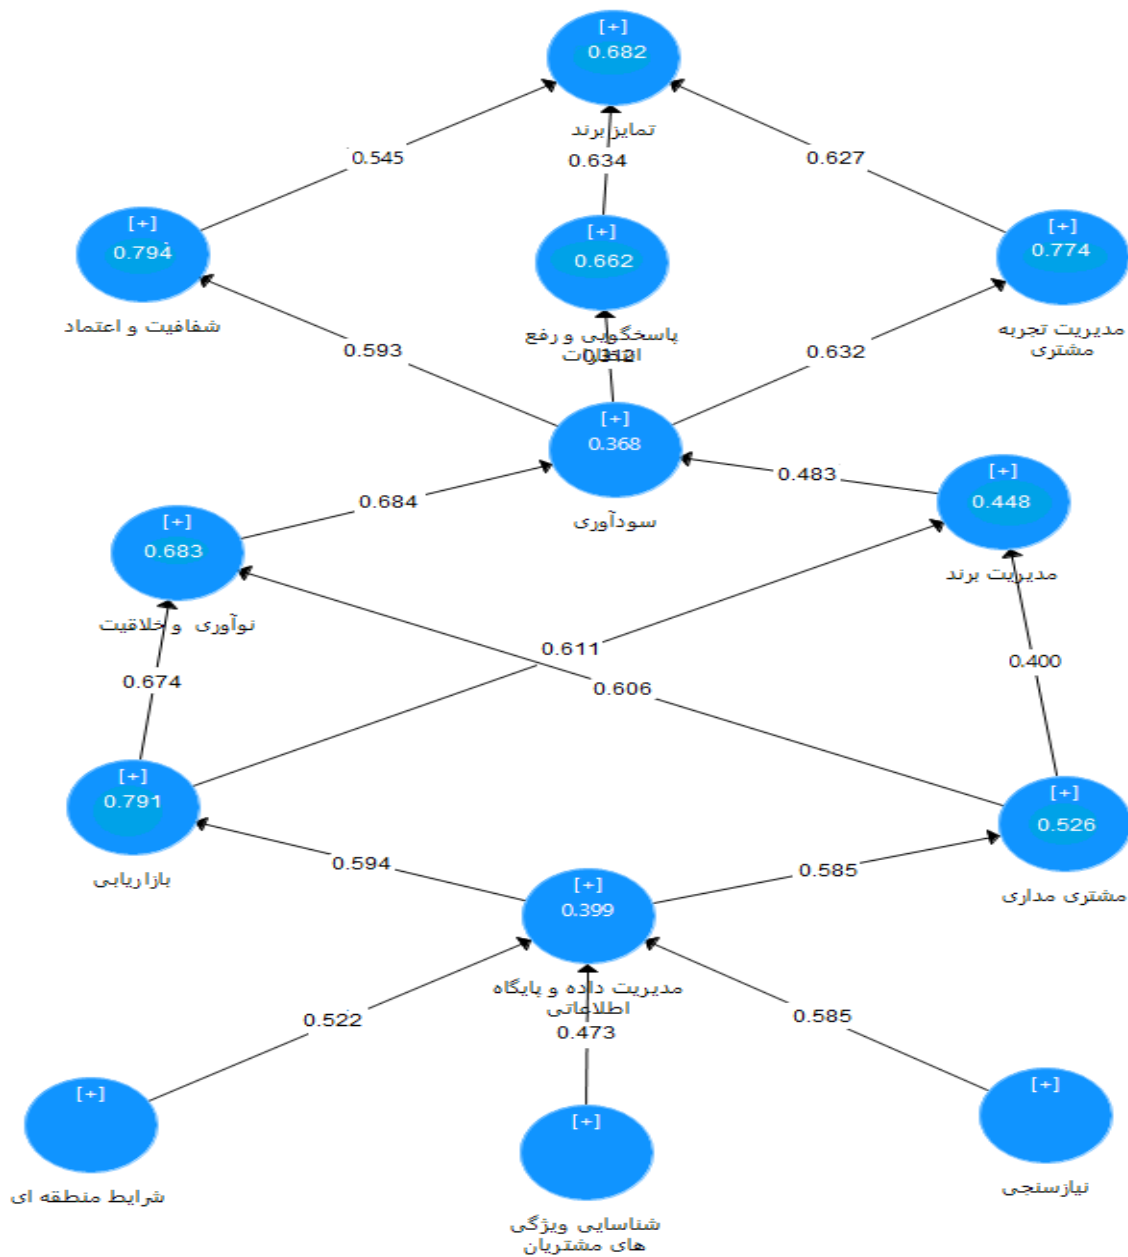 [+]
0.682
تمایز برند
0.545
0.634
0.627
[+]
0.794
شفافیت و اعتماد
[+]
0.662
پاسخگویی و رفع
انتظارات
[+]
0.774
مدیریت تجربه
مشتری
0.593
0.632
[+]
0.368
سودآوری
0.684
0.483
[+]
0.683
نوآوری و خلاقیت
[+]
0.448
مدیریت برند
0.611
0.400
0.674
0.606
[+]
0.791
بازاریابی
[+]
0.526
مشتری مداری
0.594
0.585
[+]
0.399
مدیریت داده و پایگاه
اطلاعاتی
0.522
0.473
0.585
[+]
شرایط منطقه ای
[+]
شناسایی ویژگی
های مشتریان
[+]
نیازسنجی